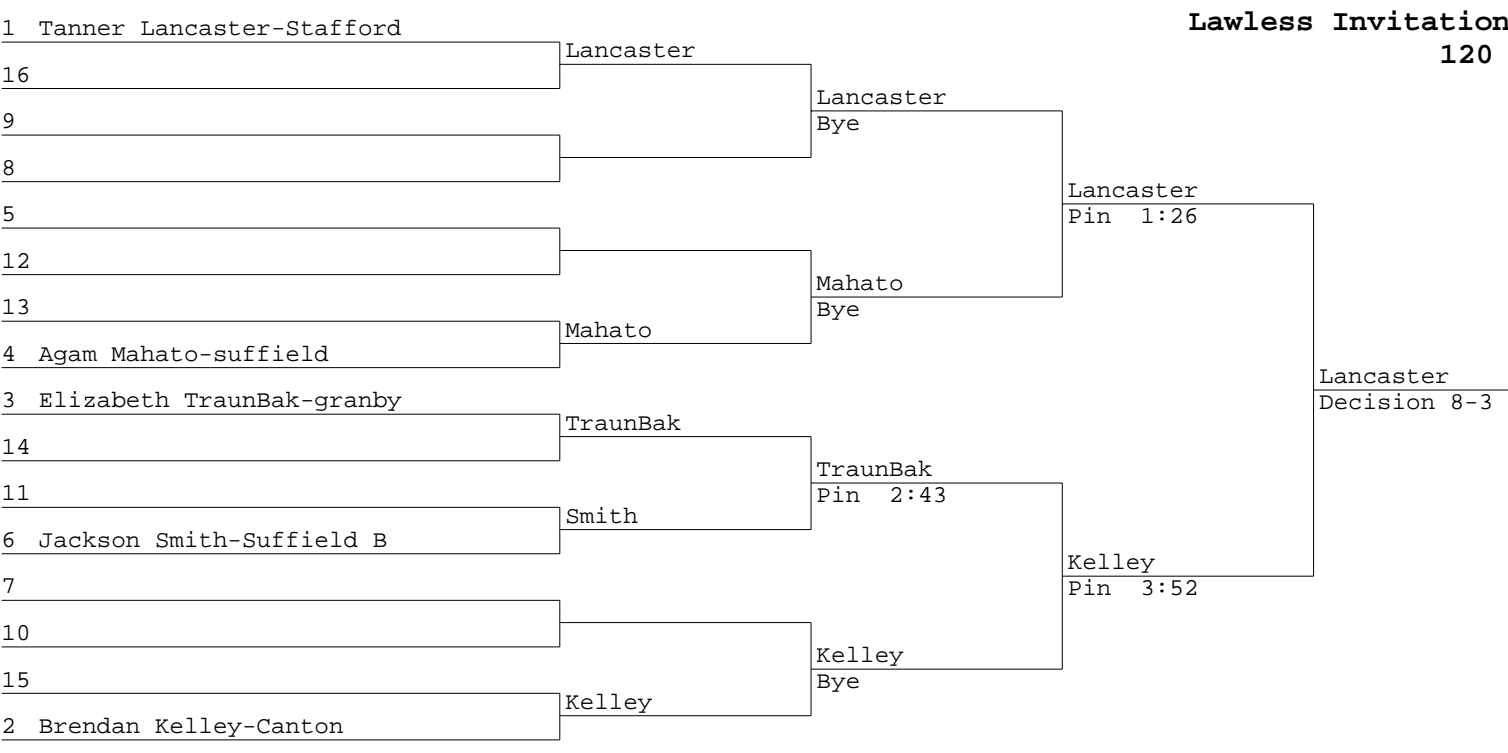 Lawless Invitation
120
1 Tanner Lancaster-Stafford
Lancaster
16
Lancaster
Bye
9
8
Lancaster
Pin 1:26
5
12
Mahato
Bye
13
Mahato
4 Agam Mahato-suffield
Lancaster
Decision 8-3
3 Elizabeth TraunBak-granby
TraunBak
14
TraunBak
Pin 2:43
11
Smith
6 Jackson Smith-Suffield B
Kelley
Pin 3:52
7
10
Kelley
Bye
15
Kelley
2 Brendan Kelley-Canton